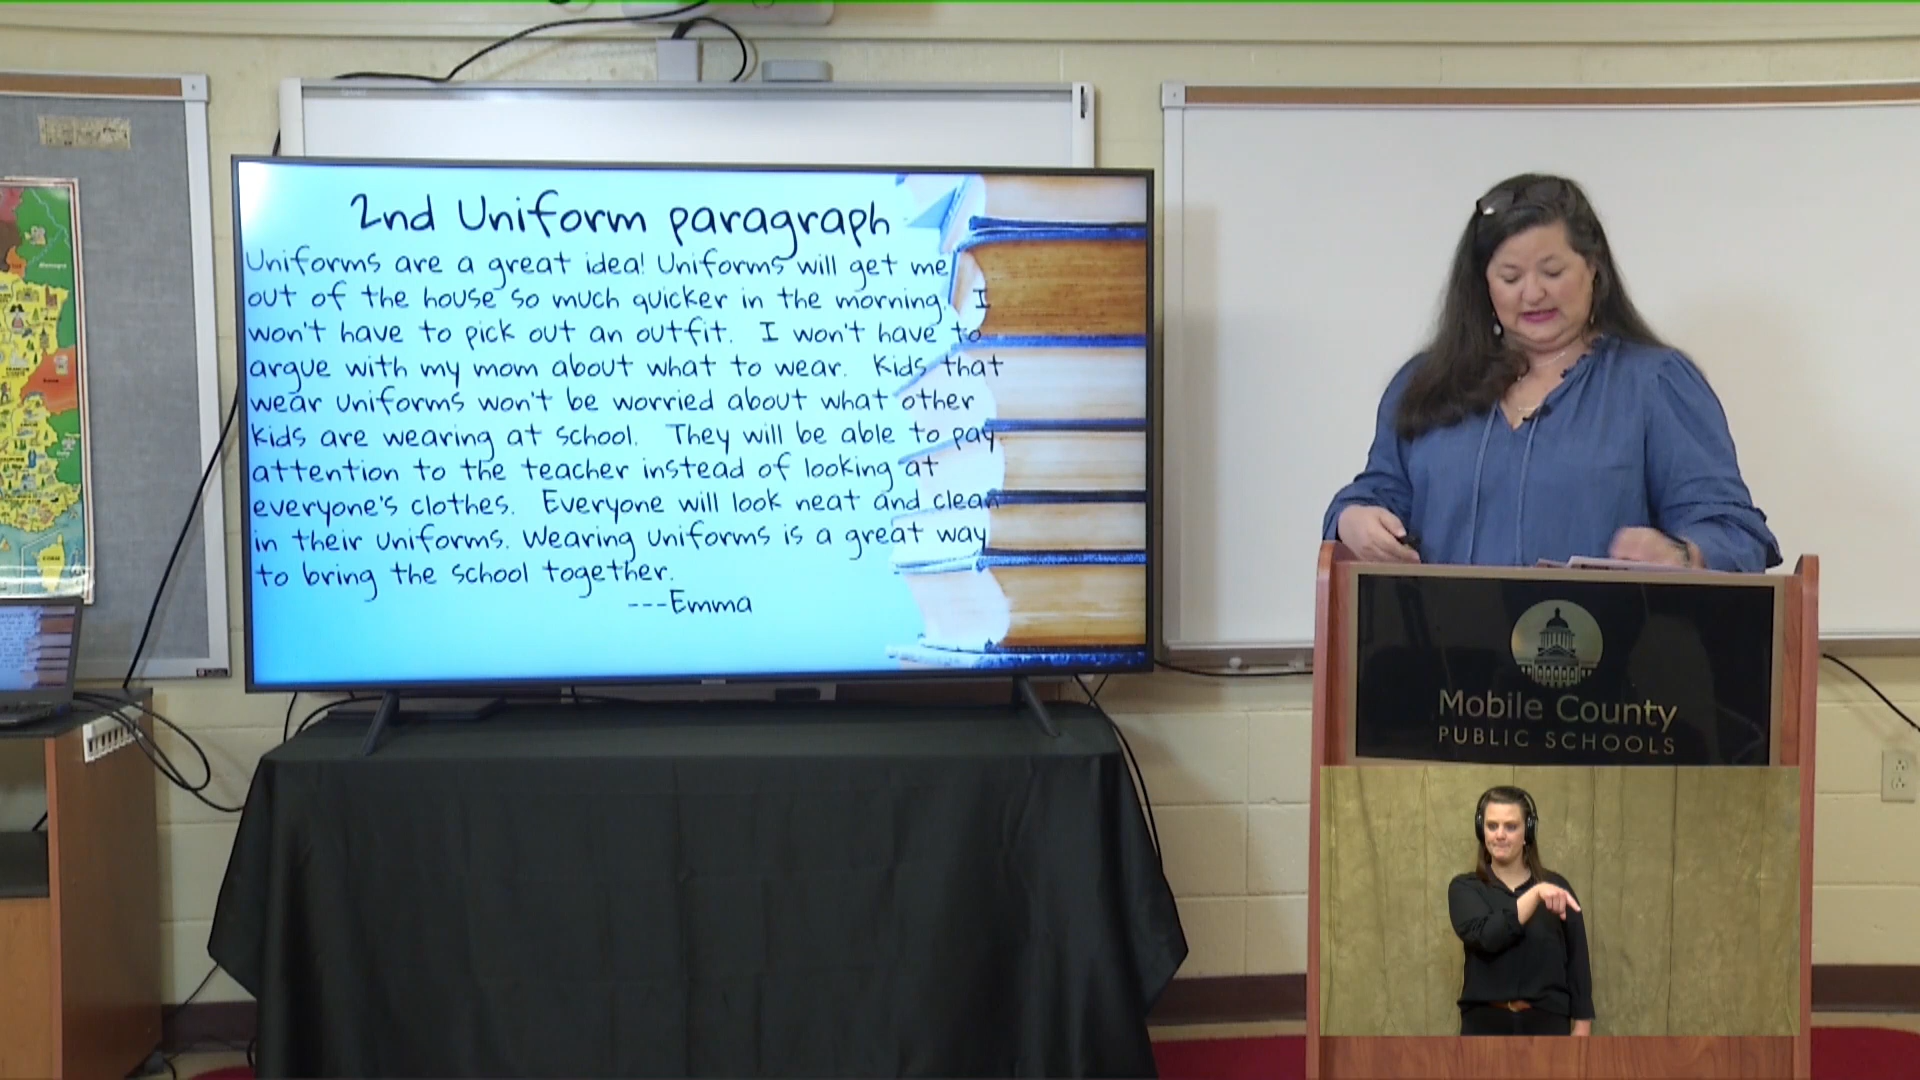 2nd Uniform paragraph
Uniforms are a great idea! Uniforms will get me
out of the house so much quicker in the morning. I
won't have to pick out an outfit. I won't have to
argue with my mom about what to wear. Kids that
wear uniforms won't be worried about what other
kids are wearing at school. They will be able to pay
attention to the teacher instead of looking at
everyone's clothes. Everyone will look neat and clean
in their uniforms. Wearing uniforms is a great way
to bring the school together.
---Emma
Mobile County
PUBLIC SCHOOLS